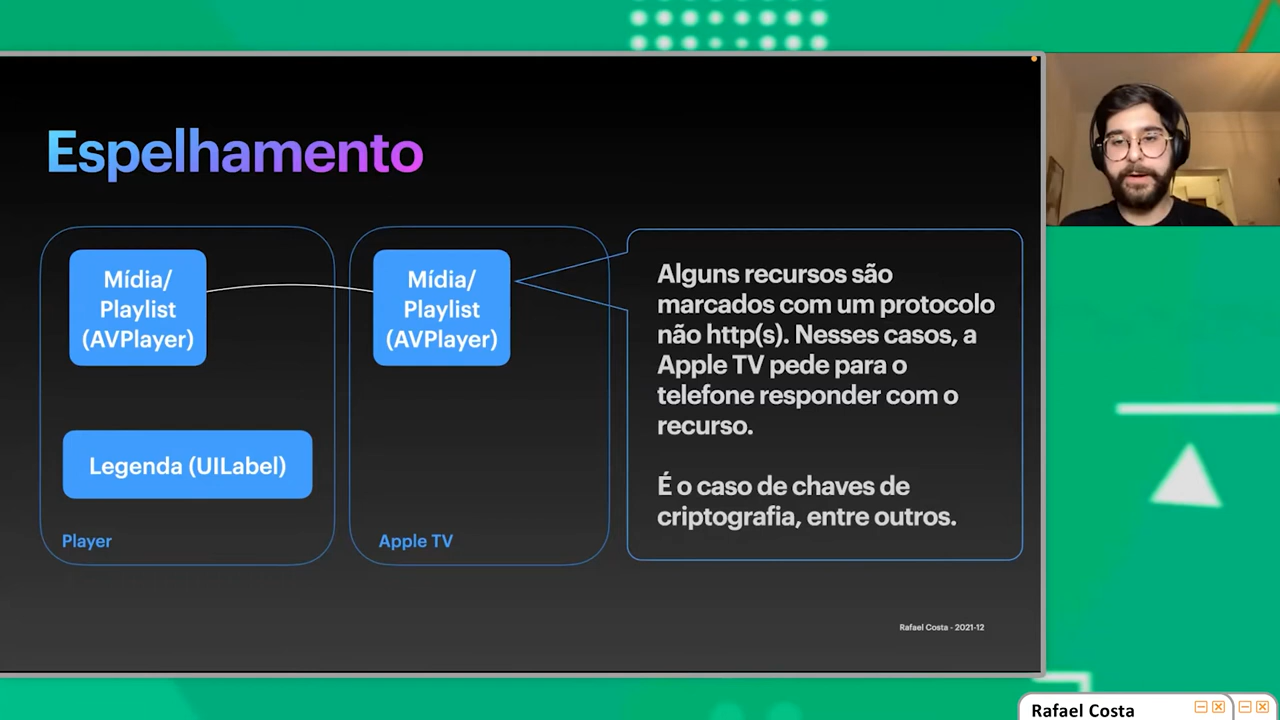 Espelhamento
Mídia/
Playlist
(AVPlayer)
Legenda (UILabel)
Player
Mídia/
Playlist
(AVPlayer)
Apple TV
Alguns recursos são
marcados com um protocolo
não http(s). Nesses casos, a
Apple TV pede para o
telefone responder com o
recurso.
É o caso de chaves de
criptografia, entre outros.
Rafael Costa - 2021-12
Rafael Costa